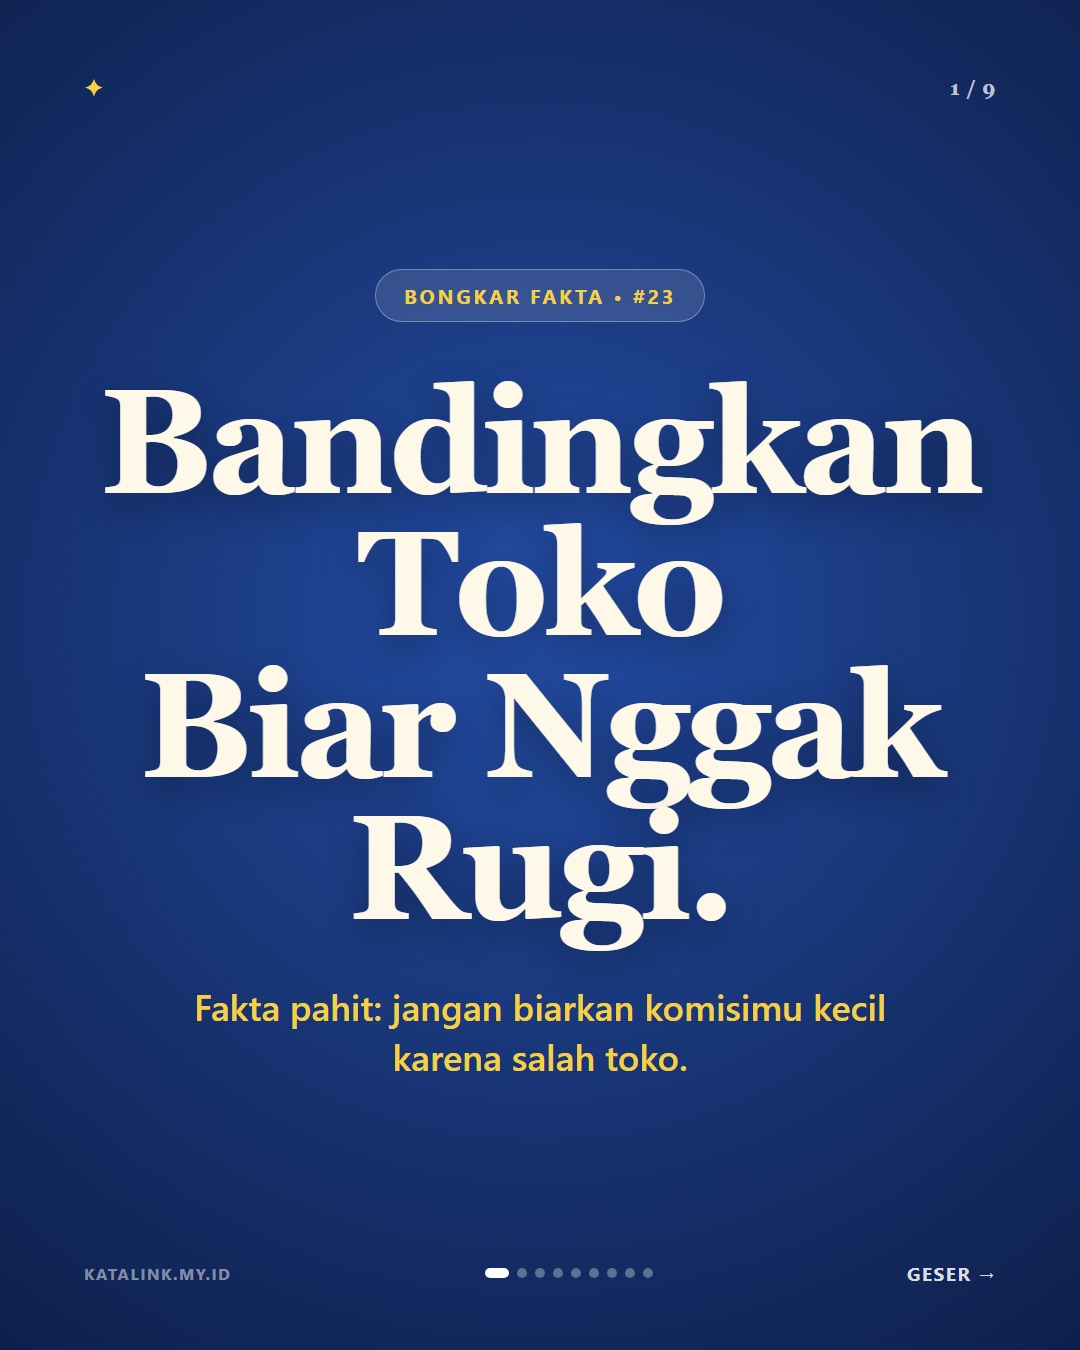 ✦
1 / 9
BONGKAR FAKTA • #23
Bandingkan
Toko
Biar Nggak
Rugi.
Fakta pahit: jangan biarkan komisimu kecil
karena salah toko.
KATALINK.MY.ID
GESER →